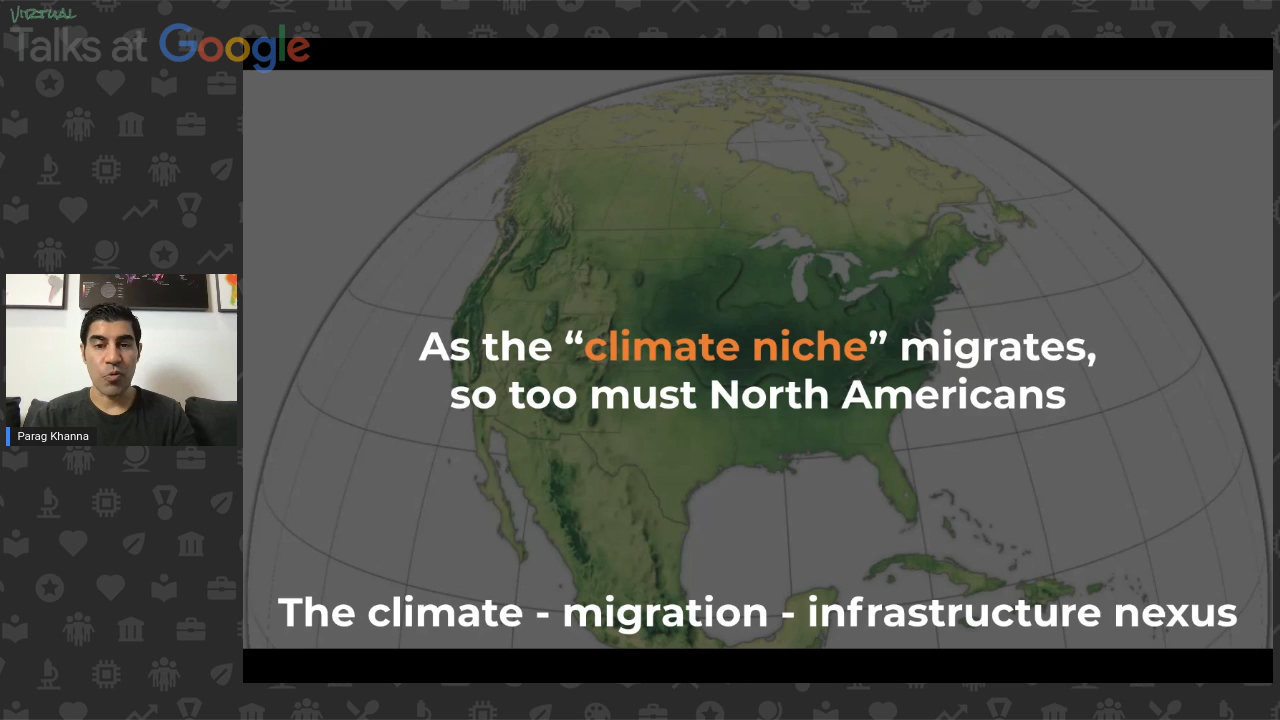 VIRTUAL
Talks at Google
As the “climate niche” migrates,
so too must North Americans
Parag Khanna
The climate - migration - infrastructure nexus